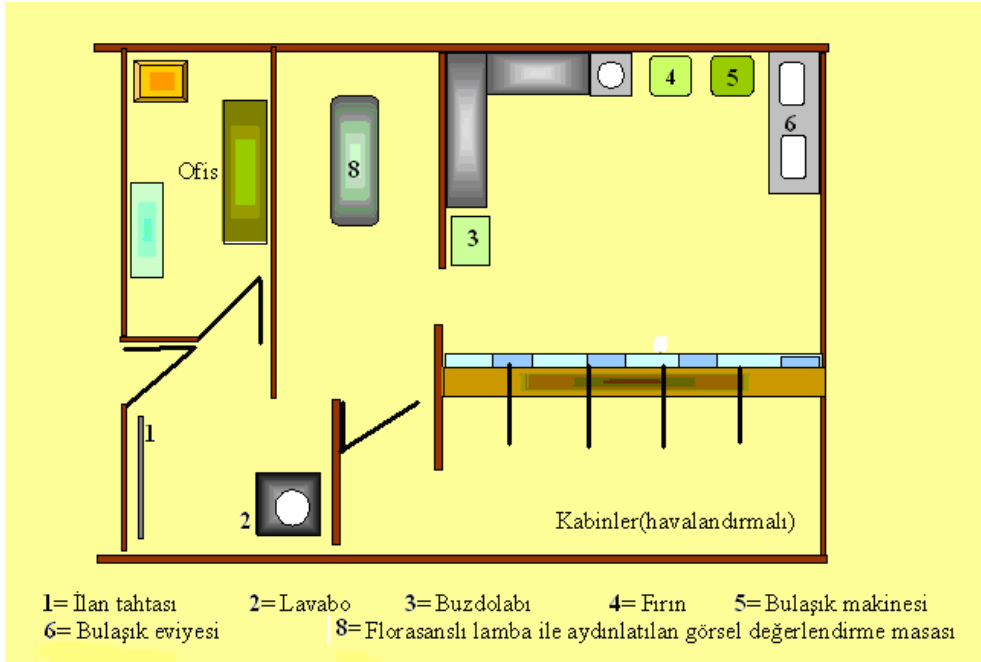 4
5
6
Ofis
8
3
1
2
Kabinler(havalandırmalı)
1= İlan tahtası 2= Lavabo 3=Buzdolabı 4= Fırın 5= Bulaşık makinesi
6= Bulaşık eviyesi 8= Florasanslı lamba ile aydınlatılan görsel değerlendirme masası